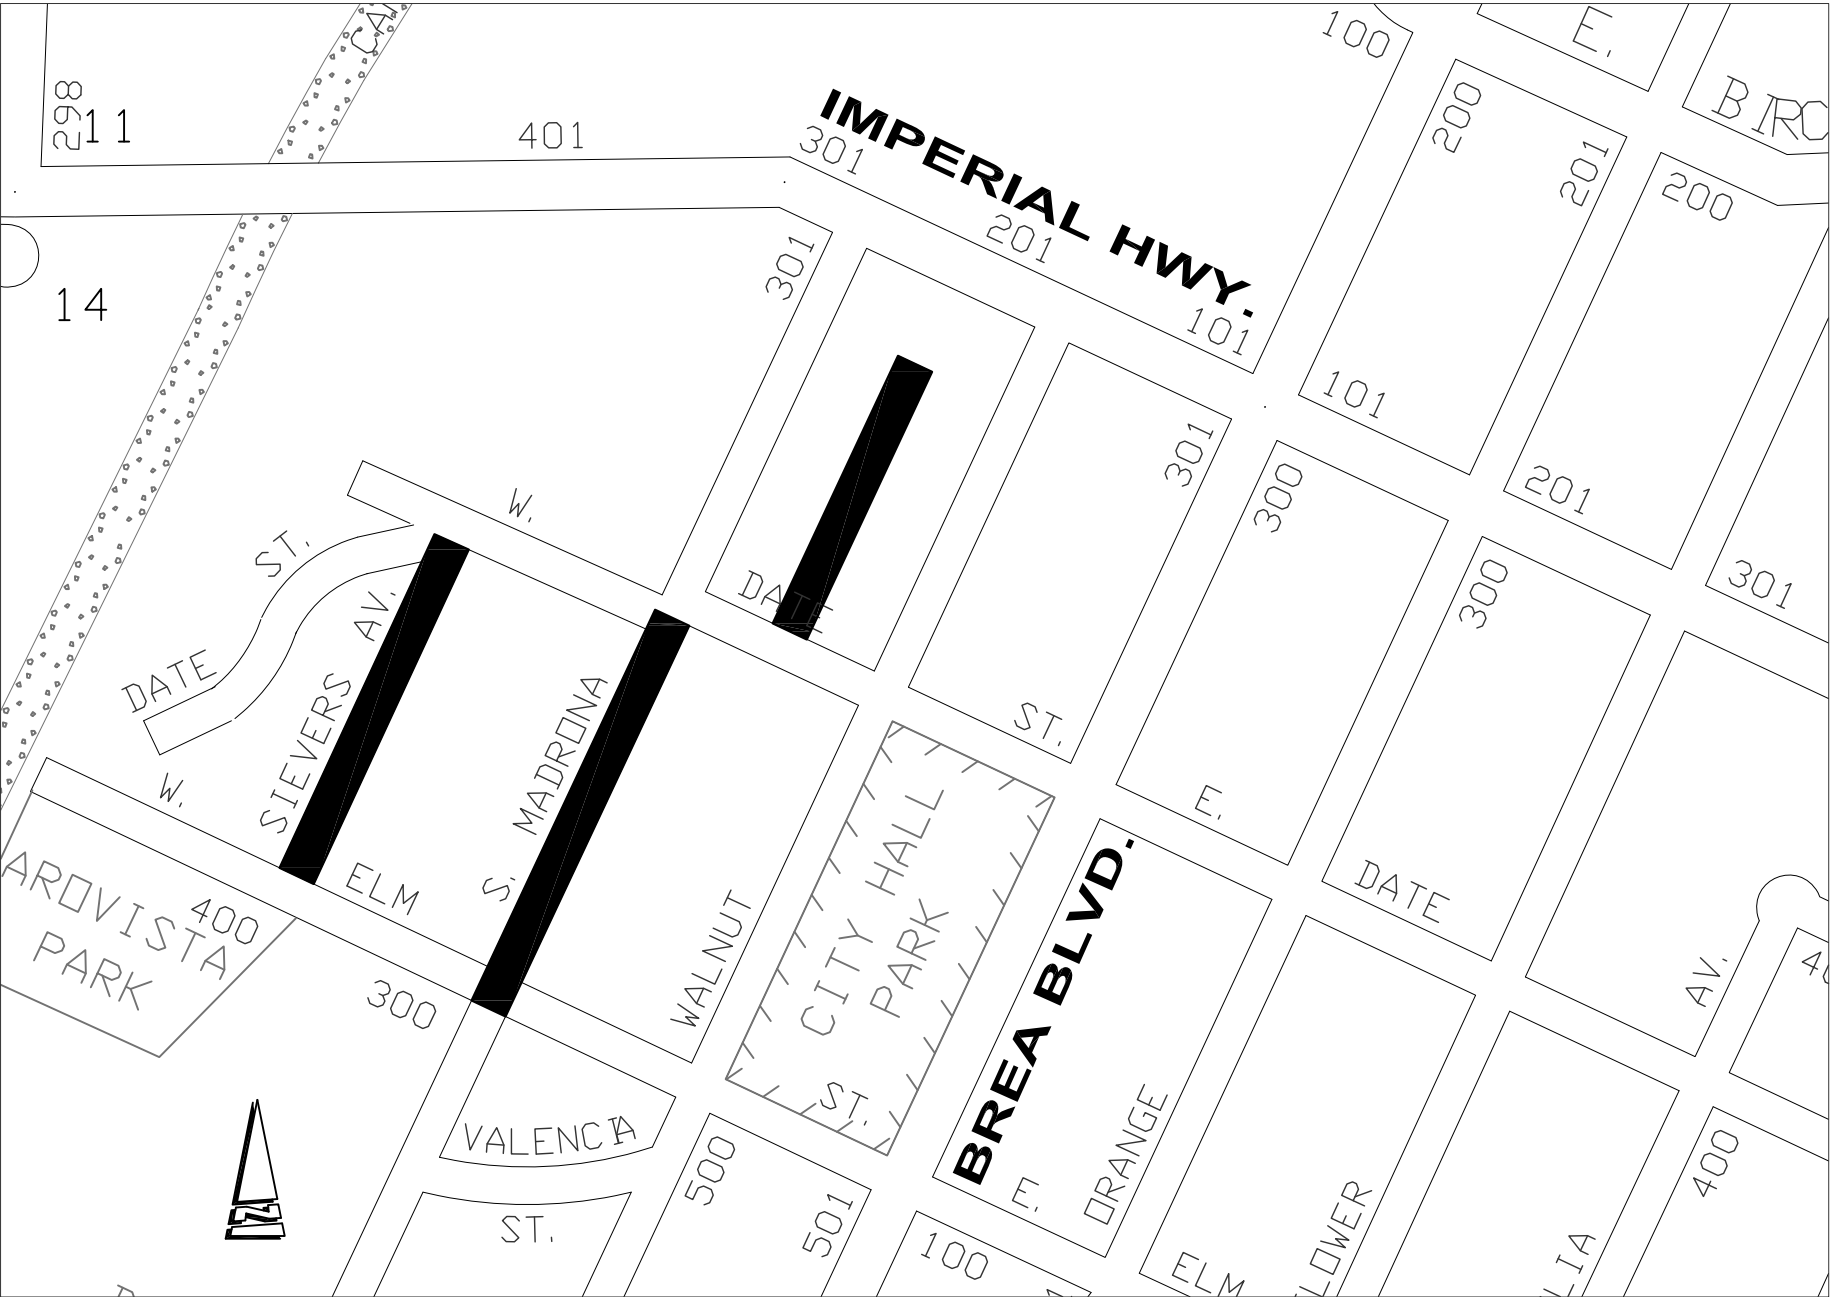 100
E.
298
11
401
301
IMPERIAL HWY.
200
201
200
201
301
101
14
101
301
300
201
300
301
W.
ST.
DATE
AV.
DATE
SIEVERS
W.
S. MADRONA
ST.
E.
CITY HALL
PARK
BREA BLVD.
DATE
ELM
400
AROVISTA
PARK
300
WALNUT
AV.
ST.
VALENCIA
ORANGE
E.
500
501
400
ST.
100
ELM
N